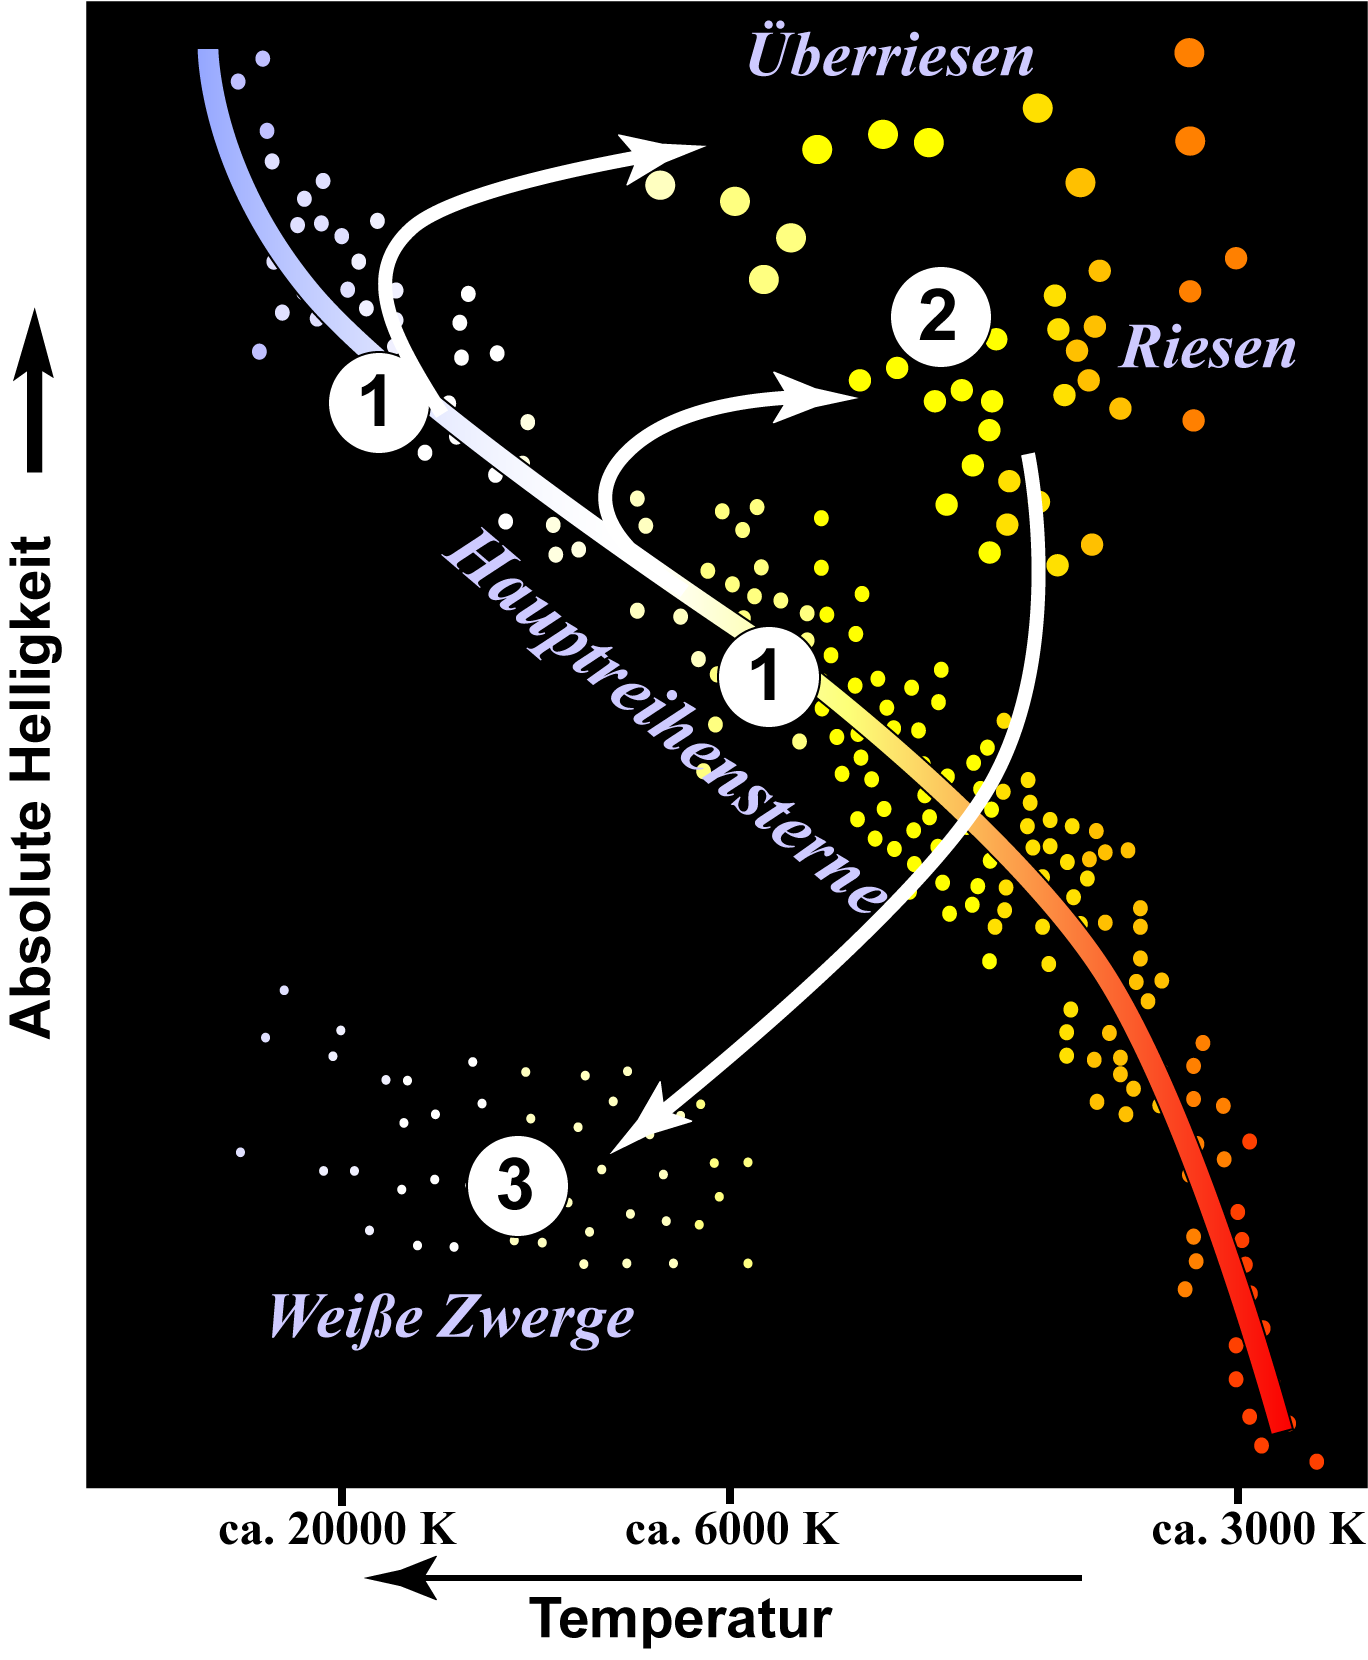 Überriesen
2
Riesen
1
Hauptreihensterne
1
Absolute Helligkeit
3
Weiße Zwerge
ca. 20000 K
ca. 6000 K
ca. 3000 K
Temperatur